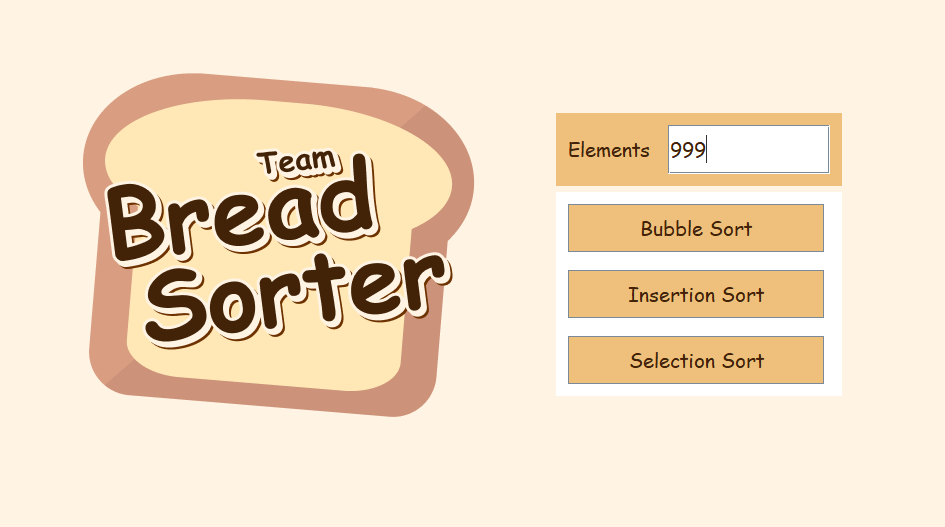 Team
Bread
Sorter
Elements 999
Bubble Sort
Insertion Sort
Selection Sort